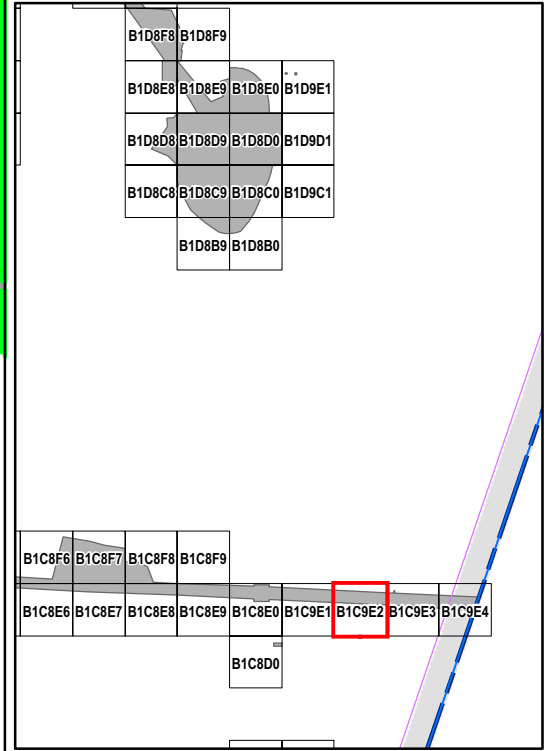 B1D8F8 B1D8F9
B1D8E8 B1D8E9 B1D8E0 B1D9E1
B1D8D8 B1D8D9 B1D8D0 B1D9D1
B1D8C8 B1D8C9 B1D8C0 B1D9C1
B1D8B9 B1D8B0
B1C8F6 B1C8F7 B1C8F8 B1C8F9
B1C8E6 B1C8E7 B1C8E8 B1C8E9 B1C8E0 B1C9E1 B1C9E2 B1C9E3 B1C9E4
B1C8D0